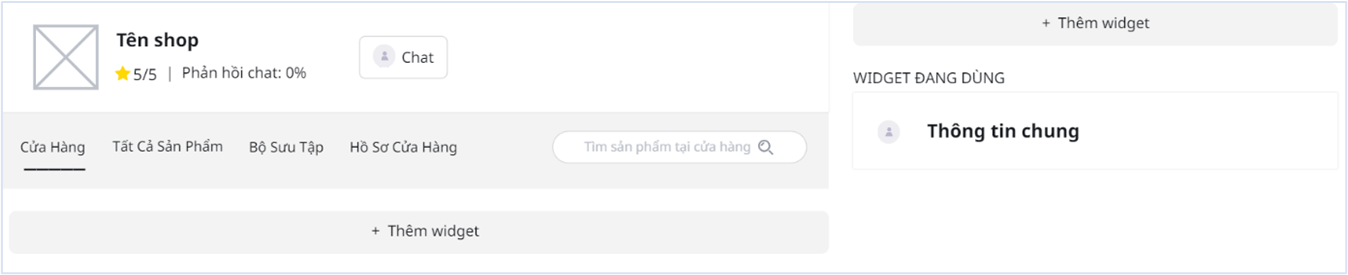 Tên shop
5/5 | Phản hồi chat: 0%
Chat
Cửa Hàng
Tất Cả Sản Phẩm
Bộ Sưu Tập
Hồ Sơ Cửa Hàng
Tìm sản phẩm tại cửa hàng
+ Thêm widget
+ Thêm widget
WIDGET ĐANG DÙNG
Thông tin chung